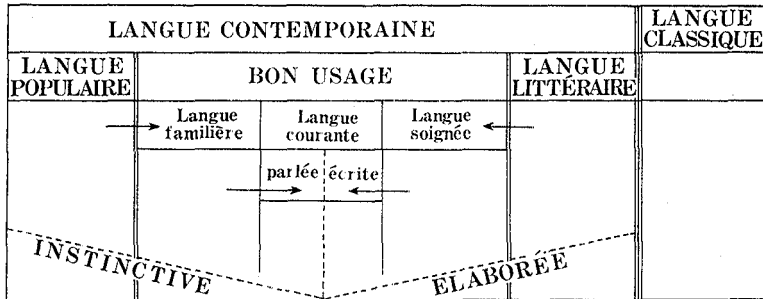 LANGUE CONTEMPORAINE
LANGUE
CLASSIQUE
LANGUE
POPULAIRE
BON USAGE
LANGUE
LITTÉRAIRE
Langue
familière
Langue
courante
Langue
soignée
parlée écrite
INSTINCTIVE
ELABORÉE